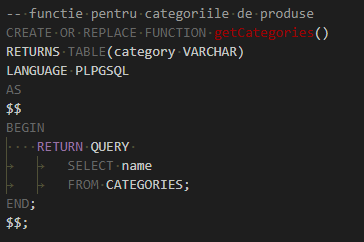 -- functie pentru categoriile de produse
CREATE OR REPLACE FUNCTION getCategories()
RETURNS TABLE(category VARCHAR)
LANGUAGE PLPGSQL
AS
$$
BEGIN
RETURN QUERY
SELECT name
FROM CATEGORIES;
END;
$$;